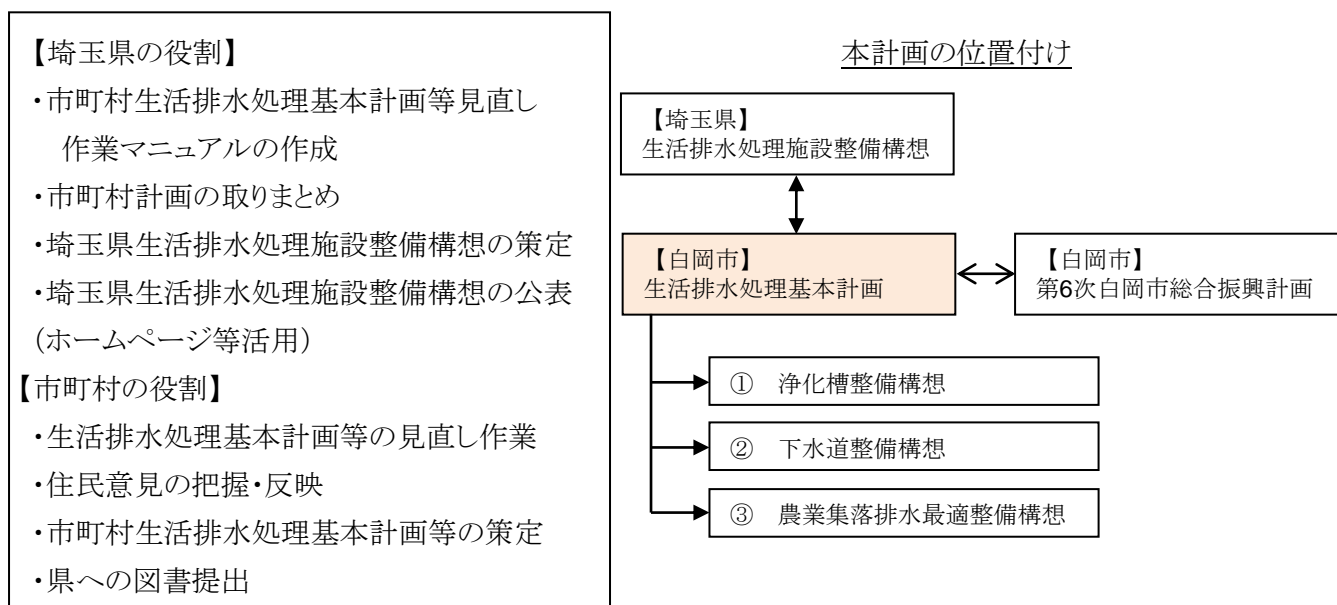 【埼玉県の役割】
・市町村生活排水処理基本計画等見直し
作業マニュアルの作成
・市町村計画の取りまとめ
・埼玉県生活排水処理施設整備構想の策定
・埼玉県生活排水処理施設整備構想の公表
(ホームページ等活用)
【市町村の役割】
・生活排水処理基本計画等の見直し作業
・住民意見の把握・反映
・市町村生活排水処理基本計画等の策定
・県への図書提出
本計画の位置付け
【埼玉県】
生活排水処理施設整備構想
【白岡市】
生活排水処理基本計画
【白岡市】
第6次白岡市総合振興計画
① 浄化槽整備構想
② 下水道整備構想
③ 農業集落排水最適整備構想